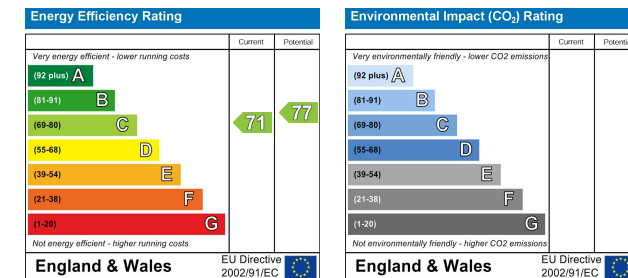 Energy Efficiency Rating
Current Potential
Very energy efficient - lower running costs
(92 plus) A
(81-91) B
(69-80) C
(55-68) D
(39-54) E
(21-38) F
(1-20) G
71
77
Not energy efficient - higher running costs
England & Wales
EU Directive
2002/91/EC
Environmental Impact (CO2) Rating
Current Potentia
Very environmentally friendly - lower CO2 emissions
(92 plus) A
(81-91) B
(69-80) C
(55-68) D
(39-54) E
(21-38) F
(1-20) G
Not environmentally friendly - higher CO2 emissions
England & Wales
EU Directive
2002/91/EC